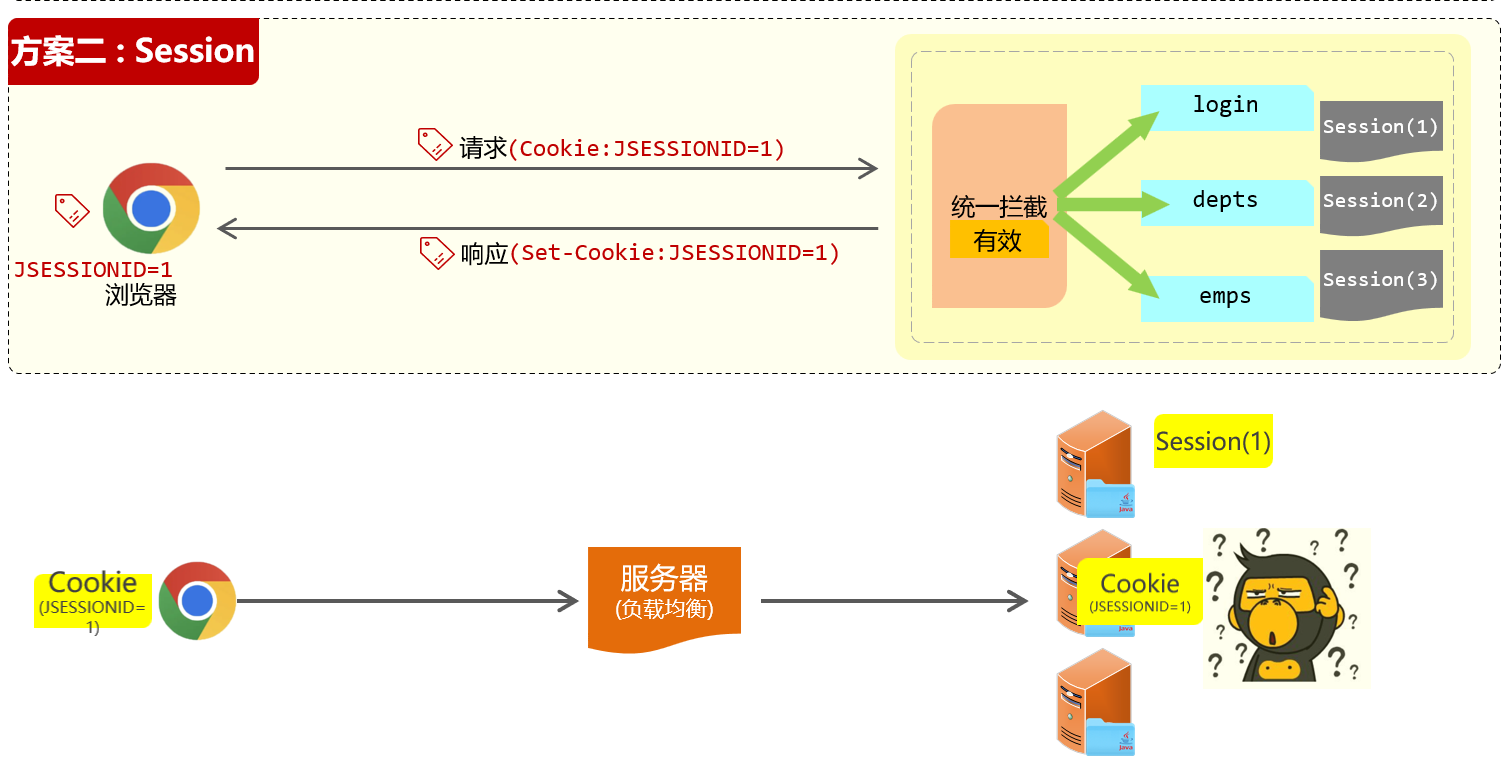 方案二：Session
请求(Cookie:JSESSIONID=1)
响应(Set-Cookie:JSESSIONID=1)
JSESSIONID=1
浏览器
统一拦截
有效
login
depts
emps
Session(1)
Session(2)
Session(3)
Cookie
(JSESSIONID=
1)
服务器
(负载均衡)
Session(1)
Java
Cookie
(JSESSIONID=1)
? ? ? ? ? ? ? ? ? ? ? ?
Java